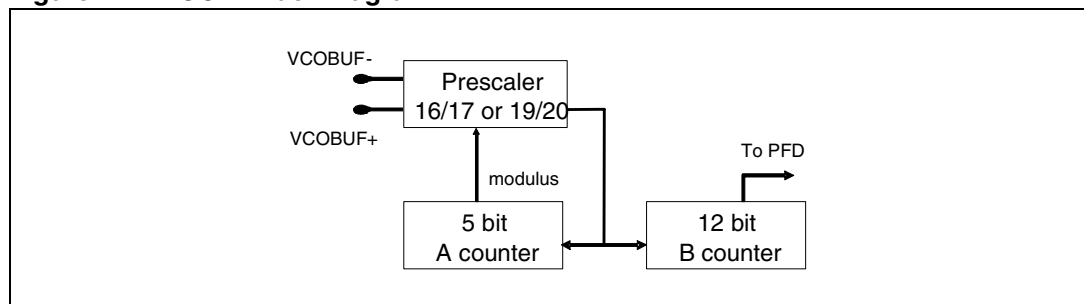 VCOBUF-
Prescaler
16/17 or 19/20
VCOBUF+
To PFD
modulus
5 bit
A counter
12 bit
B counter